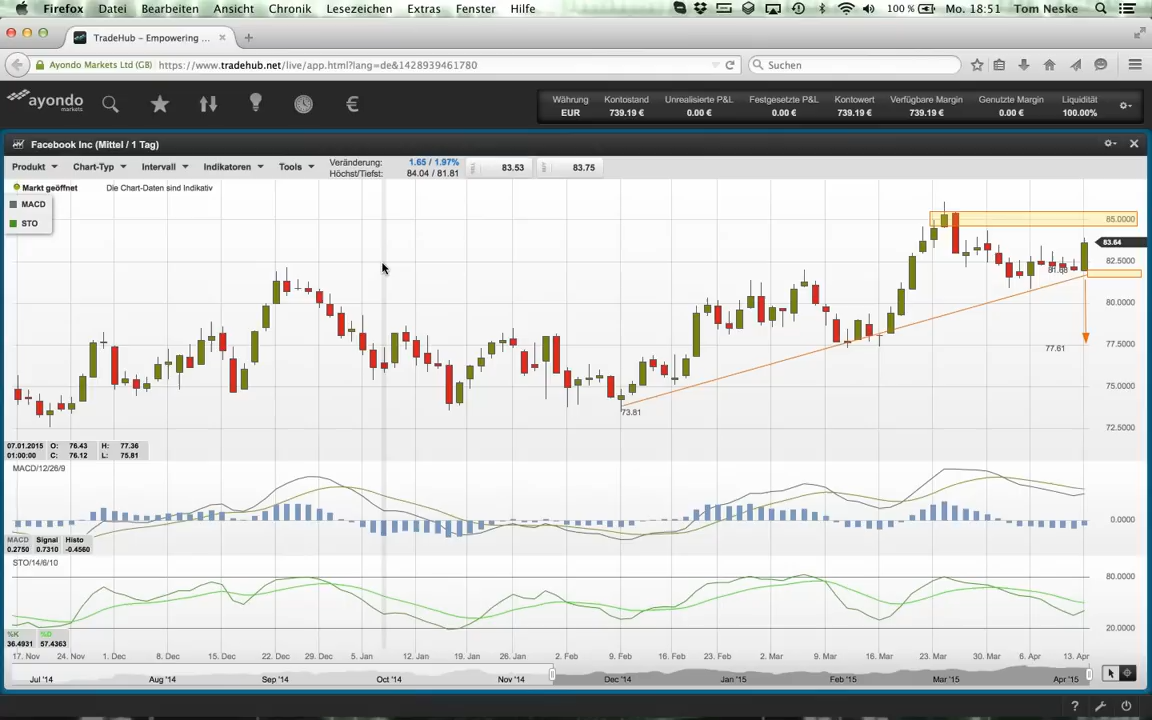 Firefox Datei Bearbeiten Ansicht Chronik Lesezeichen Extras Fenster Hilfe 100 % Mo. 18:51 Tom Neske
TradeHub – Empowering ...
Ayondo Markets Ltd (GB) https://www.tradehub.net/live/app.html?lang=de&1428939461780 Suchen
ayondo markets
Währung Kontostand Unrealisierte P&L Festgesetzte P&L Kontowert Verfügbare Margin Genutzte Margin Liquidität
EUR 739.19 € 0.00 € 0.00 € 739.19 € 739.19 € 0.00 € 100.00%
Facebook Inc (Mittel / 1 Tag)
Produkt Chart-Typ Intervall Indikatoren Tools Veränderung: 1.65 / 1.97% 83.53 83.75
Höchst/Tiefst: 84.04 / 81.81
Markt geöffnet Die Chart-Daten sind Indikativ
MACD
STO
85.0000
83.64
82.5000
80.0000
77.61
77.5000
75.0000
73.81
72.5000
07.01.2015 O: 76.43 H: 77.36
01:00:00 C: 76.12 L: 75.81
MACD/12/26/9
0.0000
MACD Signal Histo
0.2750 0.7310 -0.4560
STO/14/6/10
80.0000
20.0000
%K %D
36.4931 57.4363
17. Nov 24. Nov 1. Dec 8. Dec 15. Dec 22. Dec 29. Dec 5. Jan 12. Jan 19. Jan 26. Jan 2. Feb 9. Feb 16. Feb 23. Feb 2. Mar 9. Mar 16. Mar 23. Mar 30. Mar 6. Apr 13. Apr
Jul '14 Aug '14 Sep '14 Oct '14 Nov '14 Dec '14 Jan '15 Feb '15 Mar '15 Apr '15